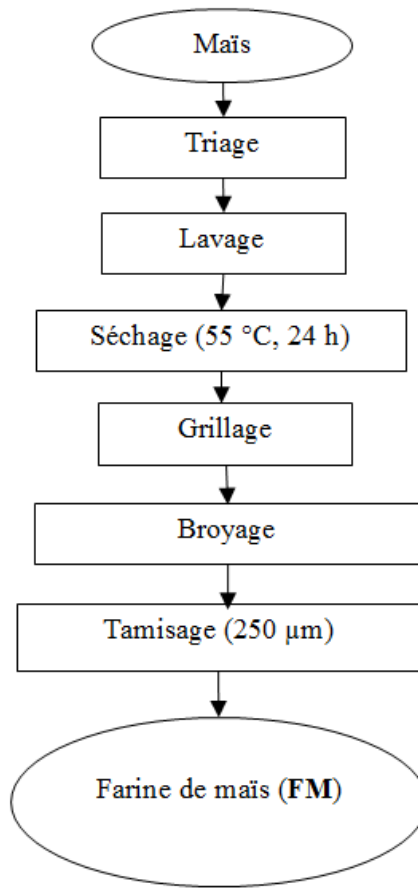 Maïs
Triage
Lavage
Séchage (55 °C, 24 h)
Grillage
Broyage
Tamisage (250 µm)
Farine de maïs (FM)